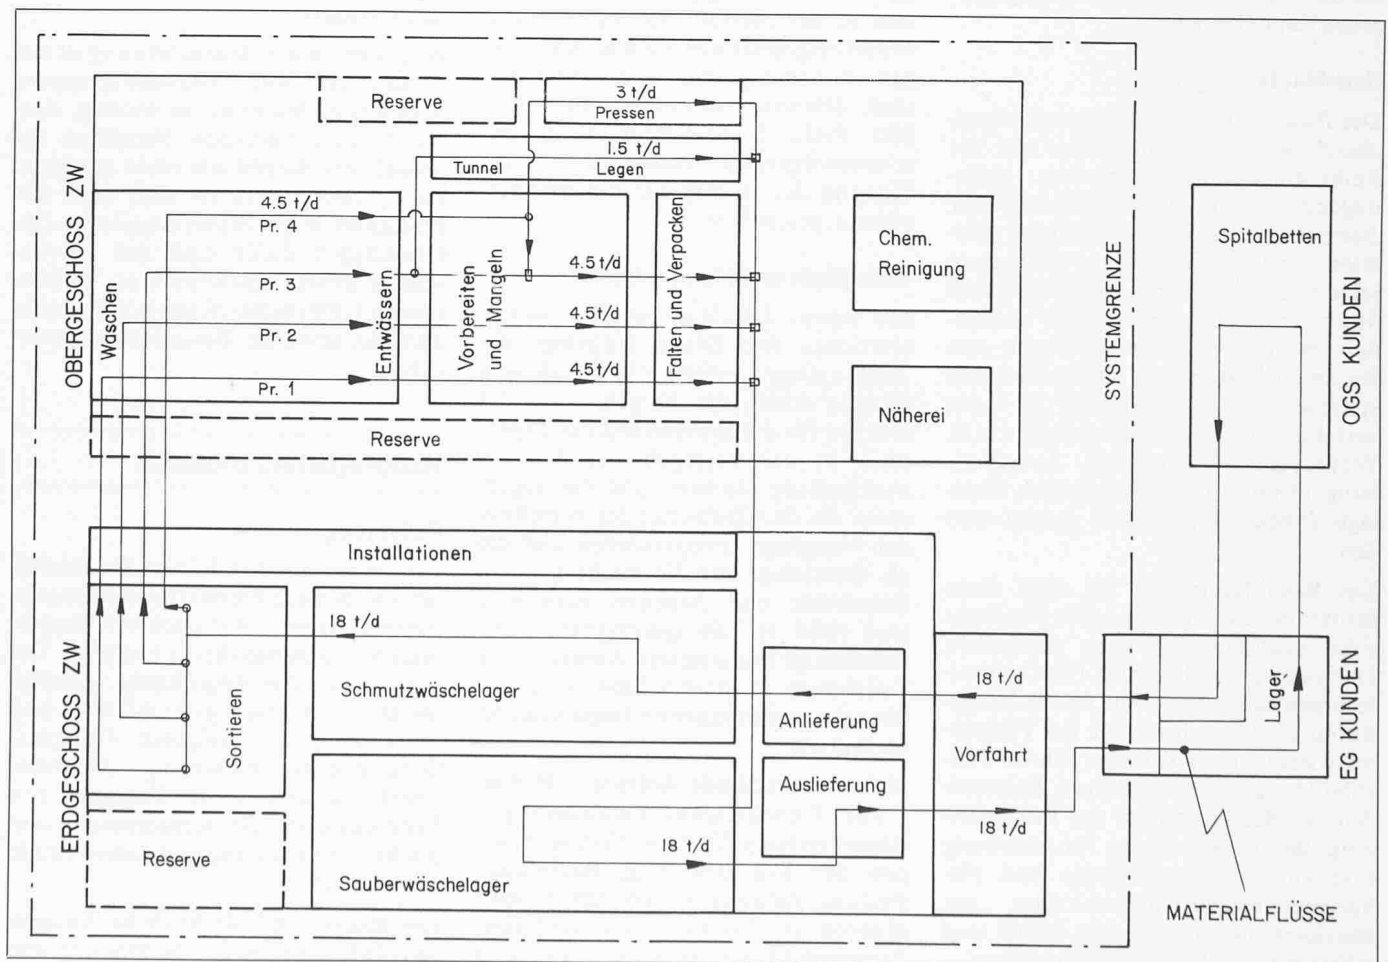 OBERGESCHOSS ZW
Reserve
3 t/d
Pressen
1.5 t/d
Tunnel
Legen
Waschen
4.5 t/d
Pr. 4
Pr. 3
Pr. 2
Pr. 1
Entwässern
Vorbereiten
und Mangeln
4.5 t/d
4.5 t/d
4.5 t/d
Falten und Verpacken
Reserve
Chem.
Reinigung
Näherei
SYSTEMGRENZE
Spitalbetten
OGS KUNDEN
ERDGESCHOSS ZW
Installationen
Sortieren
Reserve
18 t/d
Schmutzwäschelager
Sauberwäschelager
18 t/d
Anlieferung
Auslieferung
18 t/d
Vorfahrt
18 t/d
Lager
EG KUNDEN
MATERIALFLÜSSE